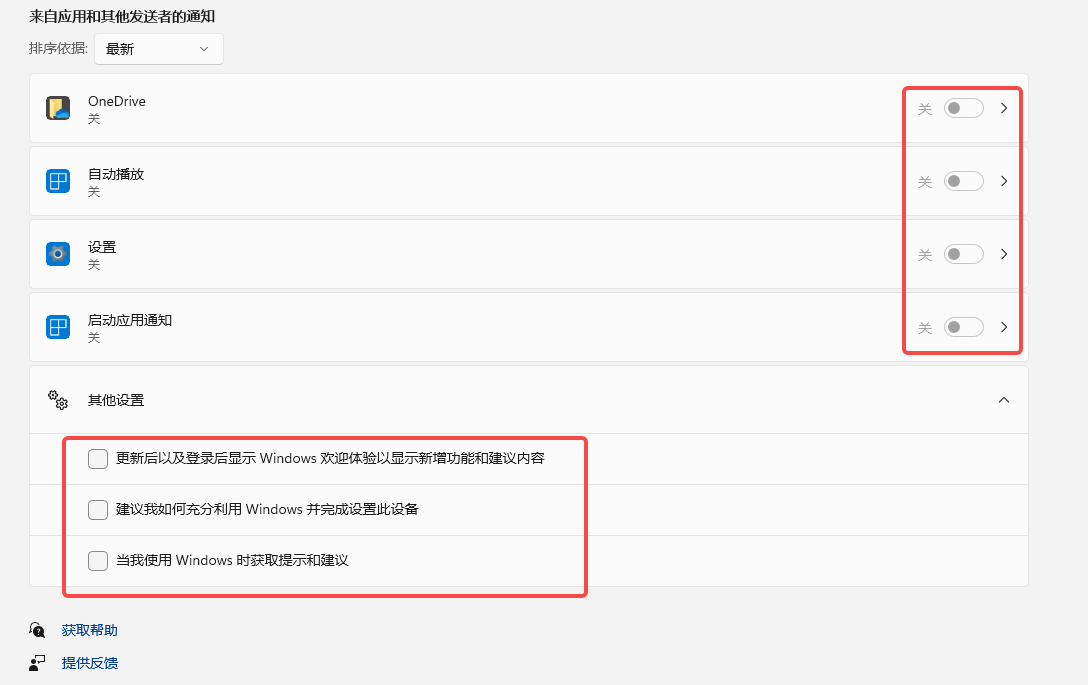 来自应用和其他发送者的通知
排序依据: 最新
OneDrive
关
关
自动播放
关
关
设置
关
关
启动应用通知
关
关
其他设置
更新后以及登录后显示 Windows 欢迎体验以显示新增功能和建议内容
建议我如何充分利用 Windows 并完成设置此设备
当我使用 Windows 时获取提示和建议
获取帮助
提供反馈